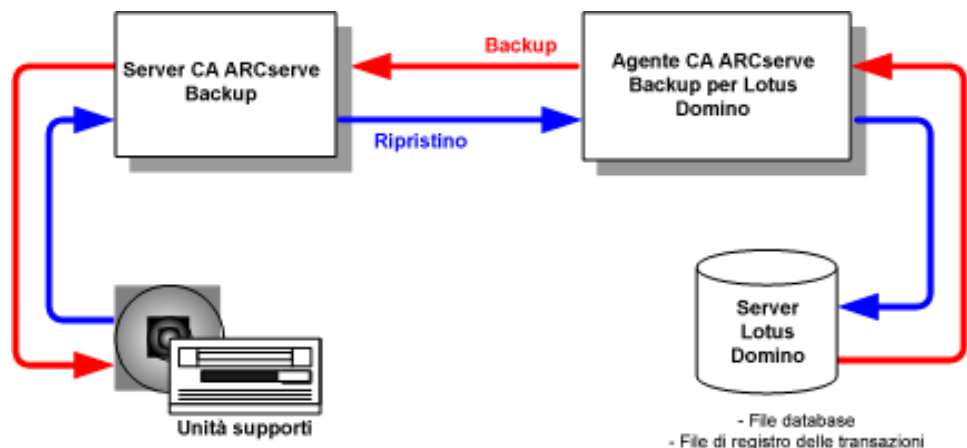 Server CA ARCserve
Backup
Backup
Ripristino
Agente CA ARCserve
Backup per Lotus
Domino
Unità supporti
Server
Lotus
Domino
- File database
- File di registro delle transazioni